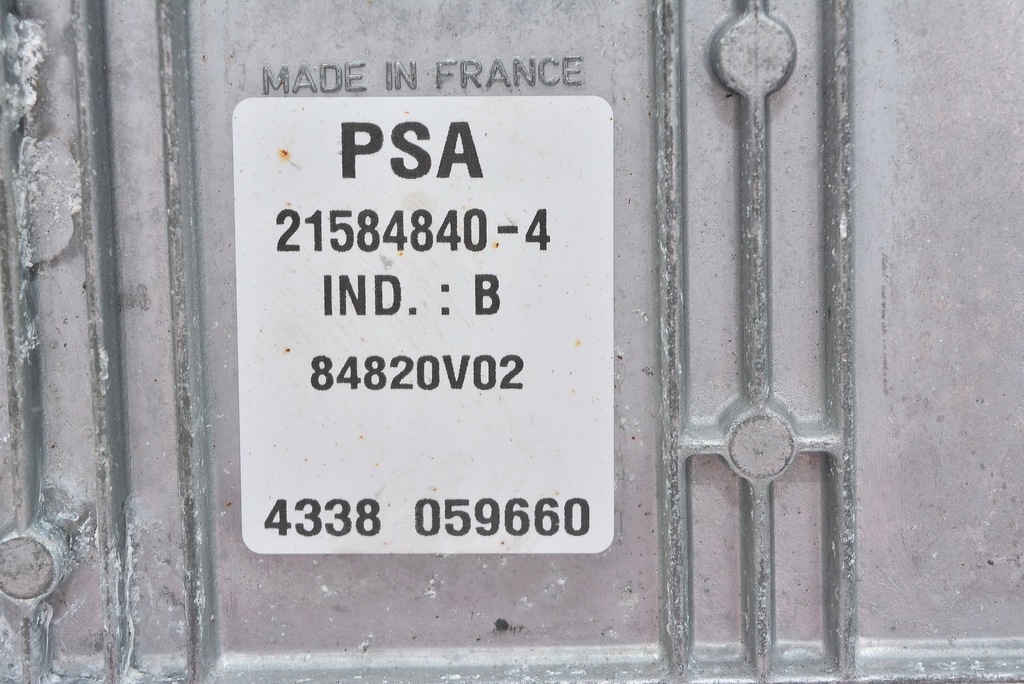 MADE IN FRANCE
PSA
21584840-4
IND. : B
84820V02
4338 059660